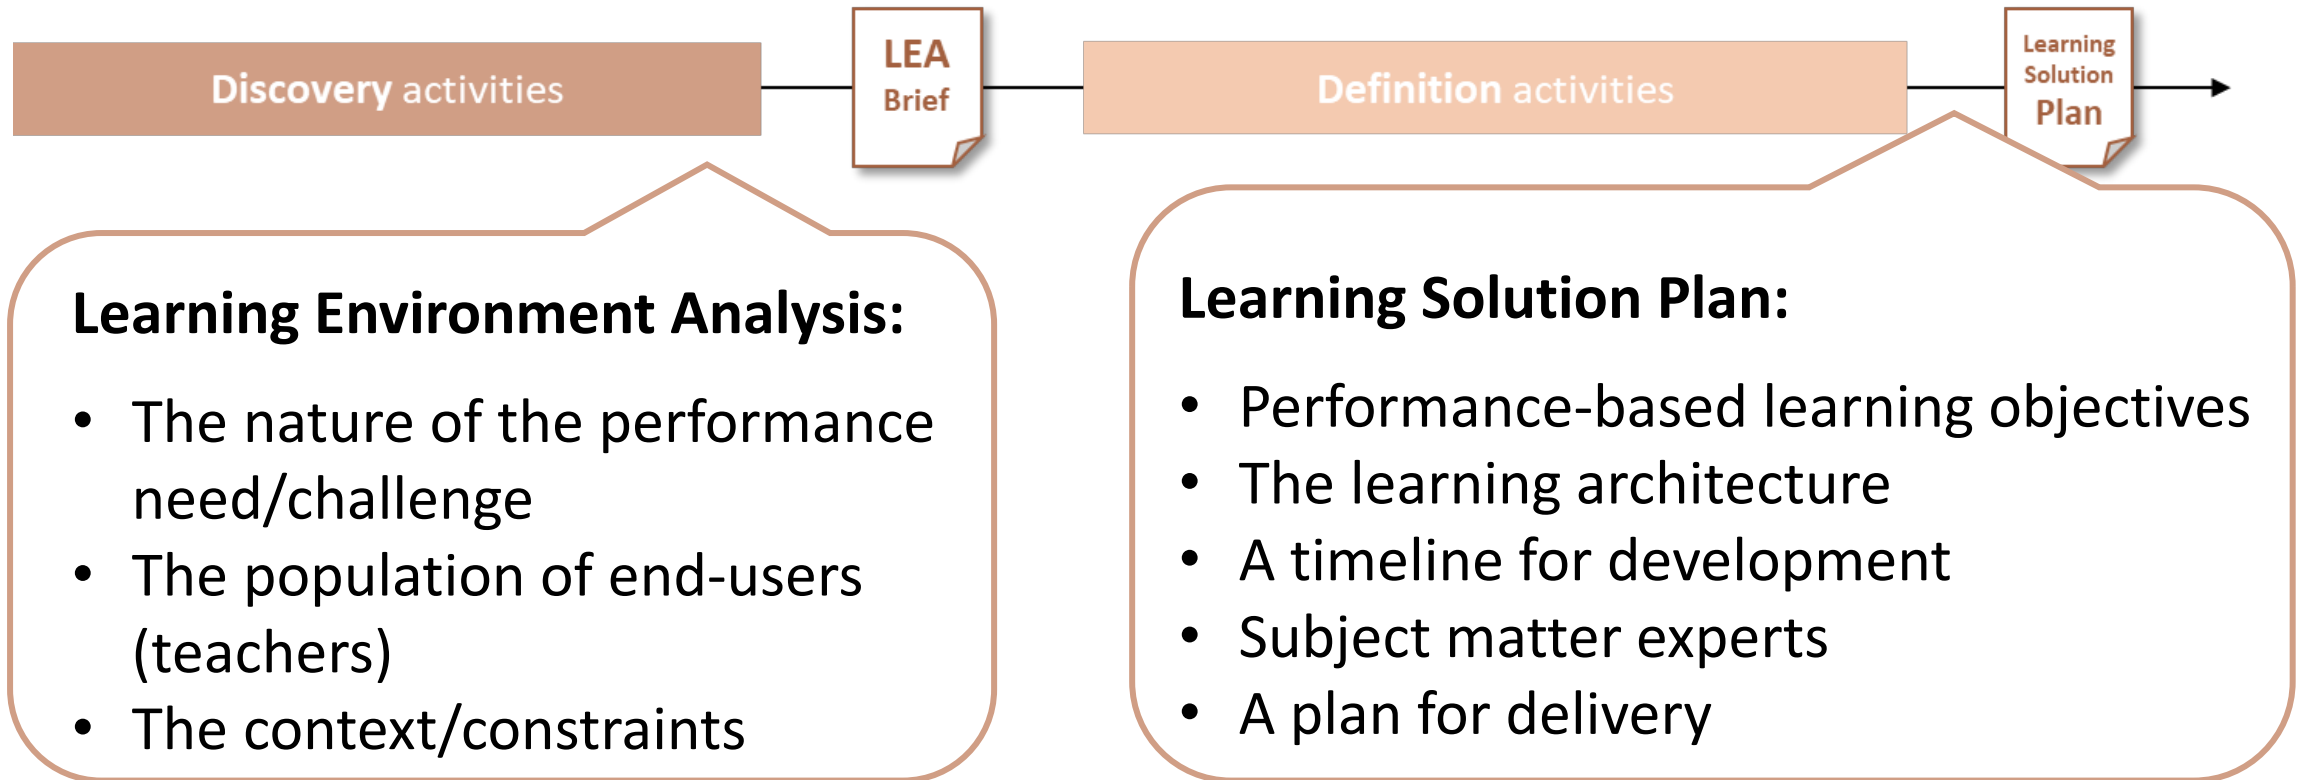 Discovery activities
LEA
Brief
Definition activities
Learning
Solution
Plan
Learning Environment Analysis:
• The nature of the performance
need/challenge
• The population of end-users
(teachers)
• The context/constraints
Learning Solution Plan:
• Performance-based learning objectives
• The learning architecture
• A timeline for development
• Subject matter experts
• A plan for delivery